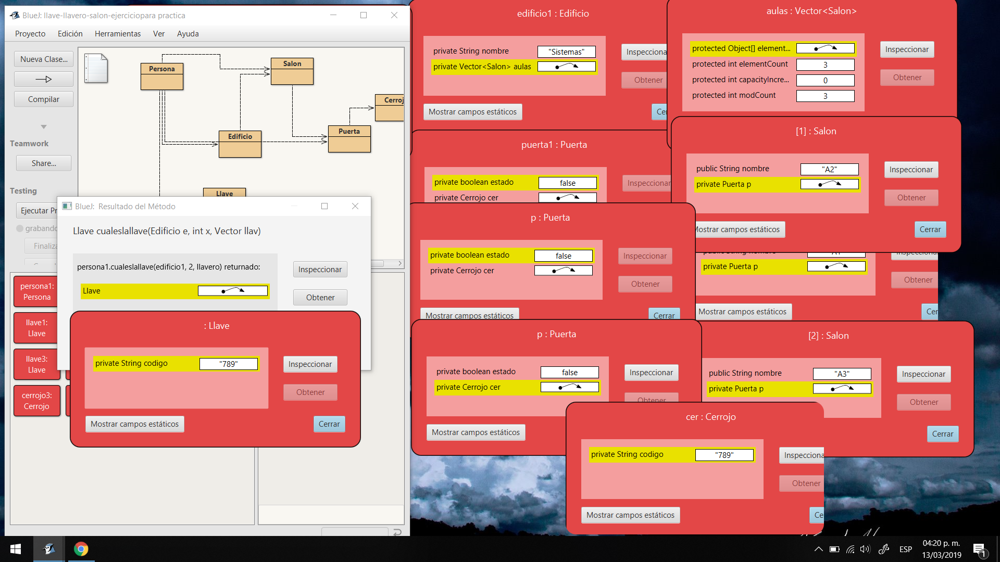 BlueJ: llave-llavero-salon-ejerciciopara practica
Proyecto Edición Herramientas Ver Ayuda
Nueva Clase...
Compilar
Teamwork
Share...
Testing
Ejecutar Pr
grabando
Finaliza
Persona
Salon
Cerroj
Edificio
Puerta
Llave
persona1:
Persona
llave1:
Llave
llave3:
Llave
cerrojo3:
Cerrojo
BlueJ: Resultado del Método
Llave cualeslallave(Edificio e, int x, Vector llav)
persona1.cualeslallave(edificio1, 2, llavero) returnado:
Llave
Inspeccionar
Obtener
: Llave
private String codigo "789"
Inspeccionar
Obtener
Mostrar campos estáticos
Cerrar
edificio1 : Edificio
private String nombre "Sistemas"
private Vector<Salon> aulas
Inspecciona
Obtener
Mostrar campos estáticos
Ce
aulas : Vector<Salon>
protected Object[] element...
protected int elementCount 3
protected int capacityIncre... 0
protected int modCount 3
Inspeccionar
Obtener
puerta1 : Puerta
private boolean estado false
private Cerrojo cer
Inspeccionar
[1] : Salon
public String nombre "A2"
private Puerta p
Inspeccionar
Obtener
Mostrar campos estáticos
Cerrar
p : Puerta
private boolean estado false
private Cerrojo cer
Inspeccionar
Obtener
Mostrar campos estáticos
Cerrar
private Puerta p
Obtener
Mostrar campos estáticos
Cer
p : Puerta
private boolean estado false
private Cerrojo cer
Inspeccionar
Obtener
Mostrar campos estáticos
[2] : Salon
public String nombre "A3"
private Puerta p
Inspeccionar
Obtener
Cerrar
cer : Cerrojo
private String codigo "789"
Inspecciona
Obtener
Mostrar campos estáticos
Ce
ESP
04:20 p. m.
13/03/2019
1